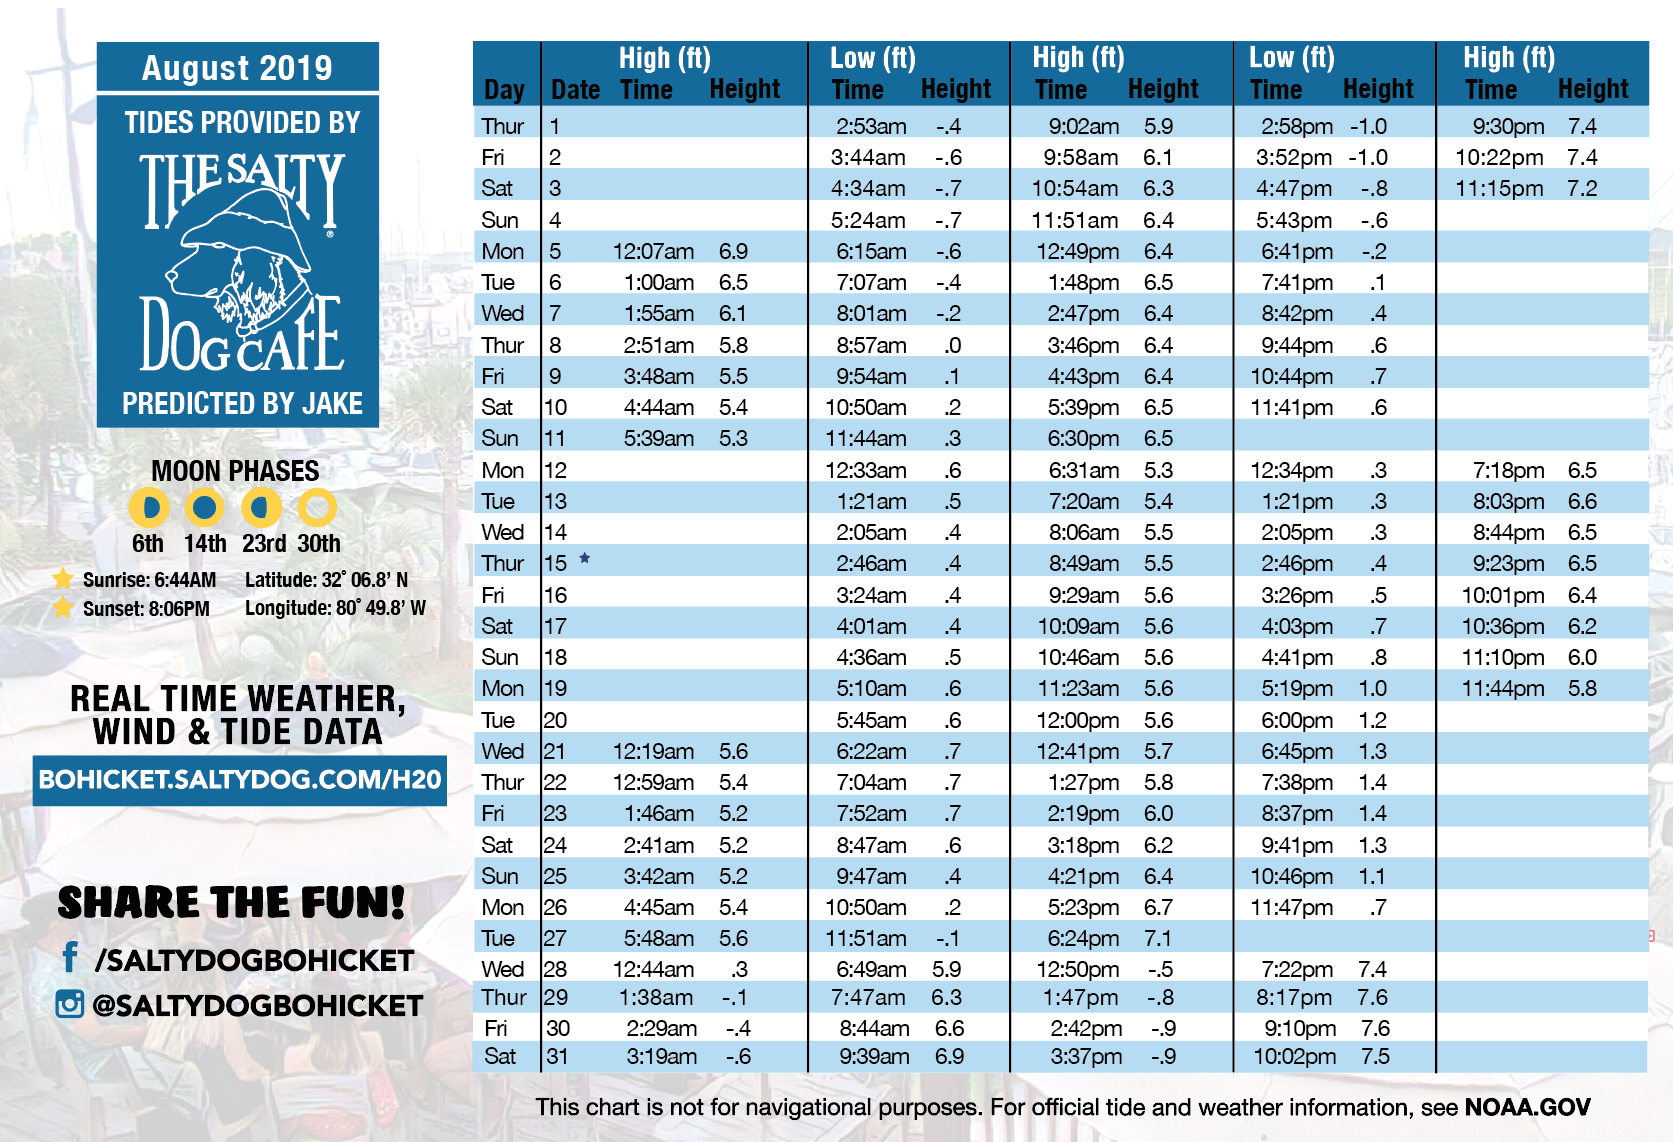 August 2019
TIDES PROVIDED BY
THE SALTY
DOG CAFE
®
PREDICTED BY JAKE
MOON PHASES
6th 14th 23rd 30th
Sunrise: 6:44AM Latitude: 32° 06.8' N
Sunset: 8:06PM Longitude: 80° 49.8' W
REAL TIME WEATHER,
WIND & TIDE DATA
BOHICKET.SALTYDOG.COM/H20
SHARE THE FUN!
f /SALTYDOGBOHICKET
@SALTYDOGBOHICKET
High (ft) Low (ft) High (ft) Low (ft) High (ft)
Day Date Time Height Time Height Time Height Time Height Time Height
Thur 1 2:53am -.4 9:02am 5.9 2:58pm -1.0 9:30pm 7.4
Fri 2 3:44am -.6 9:58am 6.1 3:52pm -1.0 10:22pm 7.4
Sat 3 4:34am -.7 10:54am 6.3 4:47pm -.8 11:15pm 7.2
Sun 4 5:24am -.7 11:51am 6.4 5:43pm -.6
Mon 5 12:07am 6.9 6:15am -.6 12:49pm 6.4 6:41pm -.2
Tue 6 1:00am 6.5 7:07am -.4 1:48pm 6.5 7:41pm .1
Wed 7 1:55am 6.1 8:01am -.2 2:47pm 6.4 8:42pm .4
Thur 8 2:51am 5.8 8:57am .0 3:46pm 6.4 9:44pm .6
Fri 9 3:48am 5.5 9:54am .1 4:43pm 6.4 10:44pm .7
Sat 10 4:44am 5.4 10:50am .2 5:39pm 6.5 11:41pm .6
Sun 11 5:39am 5.3 11:44am .3 6:30pm 6.5
Mon 12 12:33am .6 6:31am 5.3 12:34pm .3 7:18pm 6.5
Tue 13 1:21am .5 7:20am 5.4 1:21pm .3 8:03pm 6.6
Wed 14 2:05am .4 8:06am 5.5 2:05pm .3 8:44pm 6.5
Thur 15 2:46am .4 8:49am 5.5 2:46pm .4 9:23pm 6.5
Fri 16 3:24am .4 9:29am 5.6 3:26pm .5 10:01pm 6.4
Sat 17 4:01am .4 10:09am 5.6 4:03pm .7 10:36pm 6.2
Sun 18 4:36am .5 10:46am 5.6 4:41pm .8 11:10pm 6.0
Mon 19 5:10am .6 11:23am 5.6 5:19pm 1.0 11:44pm 5.8
Tue 20 5:45am .6 12:00pm 5.6 6:00pm 1.2
Wed 21 12:19am 5.6 6:22am .7 12:41pm 5.7 6:45pm 1.3
Thur 22 12:59am 5.4 7:04am .7 1:27pm 5.8 7:38pm 1.4
Fri 23 1:46am 5.2 7:52am .7 2:19pm 6.0 8:37pm 1.4
Sat 24 2:41am 5.2 8:47am .6 3:18pm 6.2 9:41pm 1.3
Sun 25 3:42am 5.2 9:47am .4 4:21pm 6.4 10:46pm 1.1
Mon 26 4:45am 5.4 10:50am .2 5:23pm 6.7 11:47pm .7
Tue 27 5:48am 5.6 11:51am -.1 6:24pm 7.1
Wed 28 12:44am .3 6:49am 5.9 12:50pm -.5 7:22pm 7.4
Thur 29 1:38am -.1 7:47am 6.3 1:47pm -.8 8:17pm 7.6
Fri 30 2:29am -.4 8:44am 6.6 2:42pm -.9 9:10pm 7.6
Sat 31 3:19am -.6 9:39am 6.9 3:37pm -.9 10:02pm 7.5
This chart is not for navigational purposes. For official tide and weather information, see NOAA.GOV